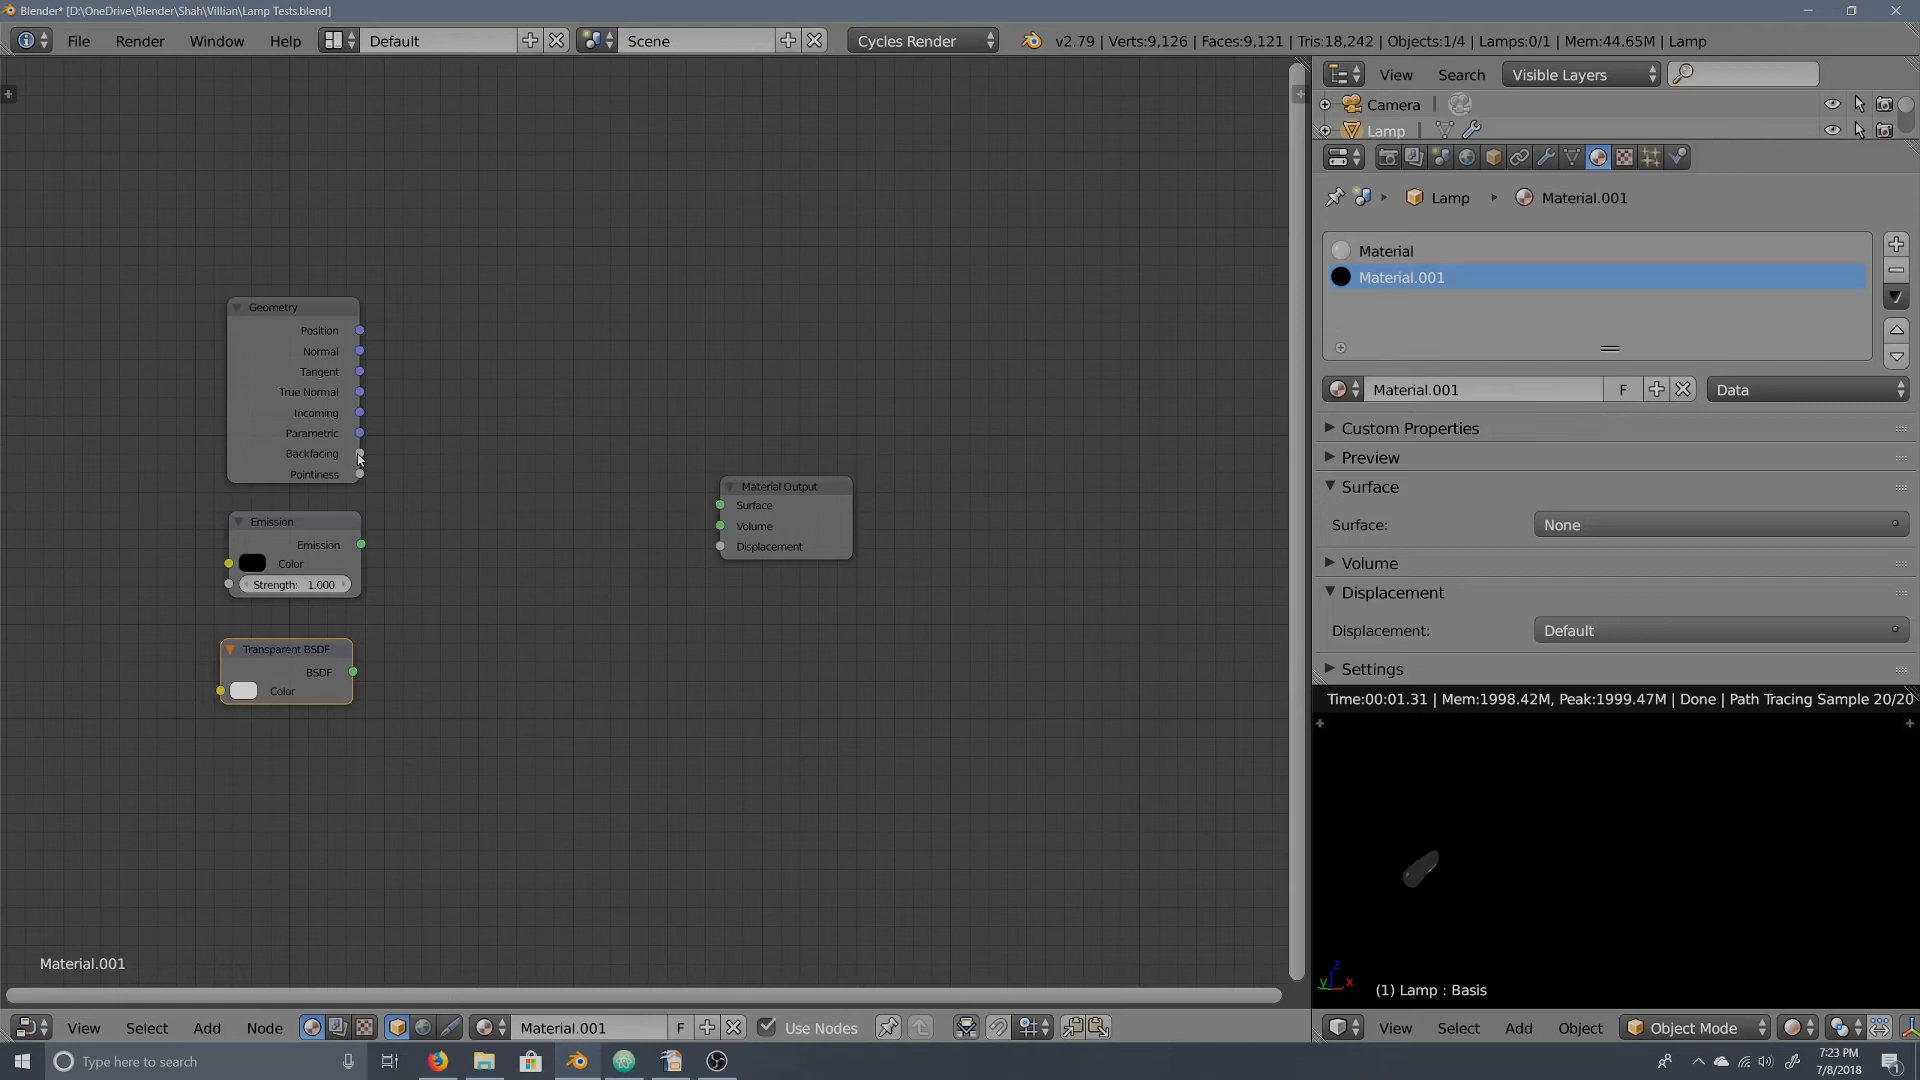 Blender* [D:\OneDrive\Blender\Shah\Villian\Lamp Tests.blend]
File Render Window Help Default Scene Cycles Render v2.79 | Verts:9,126 | Faces:9,121 | Tris:18,242 | Objects:1/4 | Lamps:0/1 | Mem:44.65M | Lamp
View Search Visible Layers
Camera
Lamp
Lamp Material.001
Material
Material.001
Material.001 F Data
Custom Properties
Preview
Surface
Surface: None
Volume
Displacement
Displacement: Default
Settings
Geometry
Position
Normal
Tangent
True Normal
Incoming
Parametric
Backfacing
Pointiness
Emission
Emission
Color
Strength: 1.000
Transparent BSDF
BSDF
Color
Material Output
Surface
Volume
Displacement
Time:00:01.31 | Mem:1998.42M, Peak:1999.47M | Done | Path Tracing Sample 20/20
z
y x
(1) Lamp : Basis
Material.001
View Select Add Node Material.001 F Use Nodes
View Select Add Object Object Mode
Type here to search
7:23 PM
7/8/2018
1